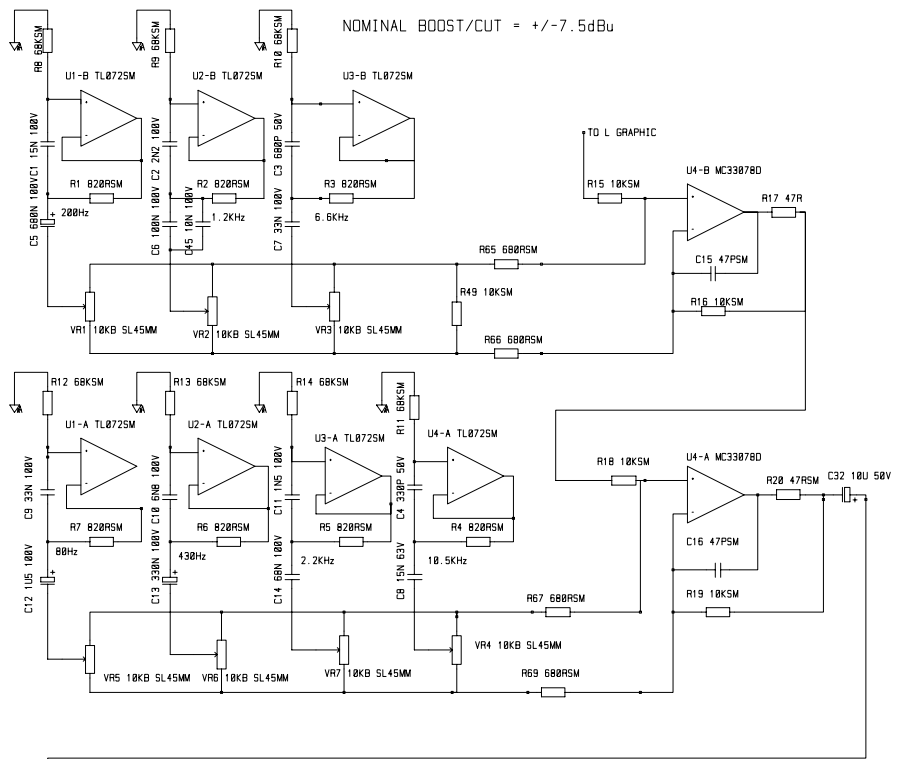 NOMINAL BOOST/CUT = +/-7.5dBu
R8 68KSM
R9 68KSM
R10 68KSM
U1-B TL072SM
U2-B TL072SM
U3-B TL072SM
C1 15N 100V
C2 2N2 100V
C3 680P 50V
TO L GRAPHIC
R1 820RSM
R2 820RSM
R3 820RSM
R15 10KSM
U4-B MC33078D
R17 47R
C5 680N 100V
200Hz
C6 100N 100V
C45 10N 100V
1.2KHz
C7 33N 100V
6.6KHz
R65 680RSM
C15 47PSM
R49 10KSM
R16 10KSM
VR1 10KB SL45MM
VR2 10KB SL45MM
VR3 10KB SL45MM
R66 680RSM
R12 68KSM
R13 68KSM
R14 68KSM
R11 68KSM
U1-A TL072SM
U2-A TL072SM
U3-A TL072SM
U4-A TL072SM
C9 33N 100V
C10 6N8 100V
C11 1N5 100V
C4 330P 50V
R18 10KSM
U4-A MC33078D
R20 47RSM
C32 10U 50V
R7 820RSM
R6 820RSM
R5 820RSM
R4 820RSM
80Hz
430Hz
2.2KHz
10.5KHz
C12 1U5 100V
C13 330N 100V
C14 68N 100V
C8 15N 63V
C16 47PSM
R67 680RSM
R19 10KSM
VR5 10KB SL45MM
VR6 10KB SL45MM
VR7 10KB SL45MM
VR4 10KB SL45MM
R69 680RSM